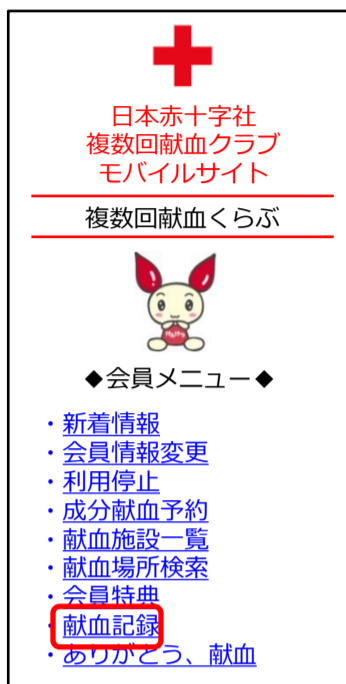 日本赤十字社
複数回献血クラブ
モバイルサイト
複数回献血くらぶ
◆会員メニュー◆
・新着情報
・会員情報変更
・利用停止
・成分献血予約
・献血施設一覧
・献血場所検索
・会員特典
・献血記録
・ありがとう、献血